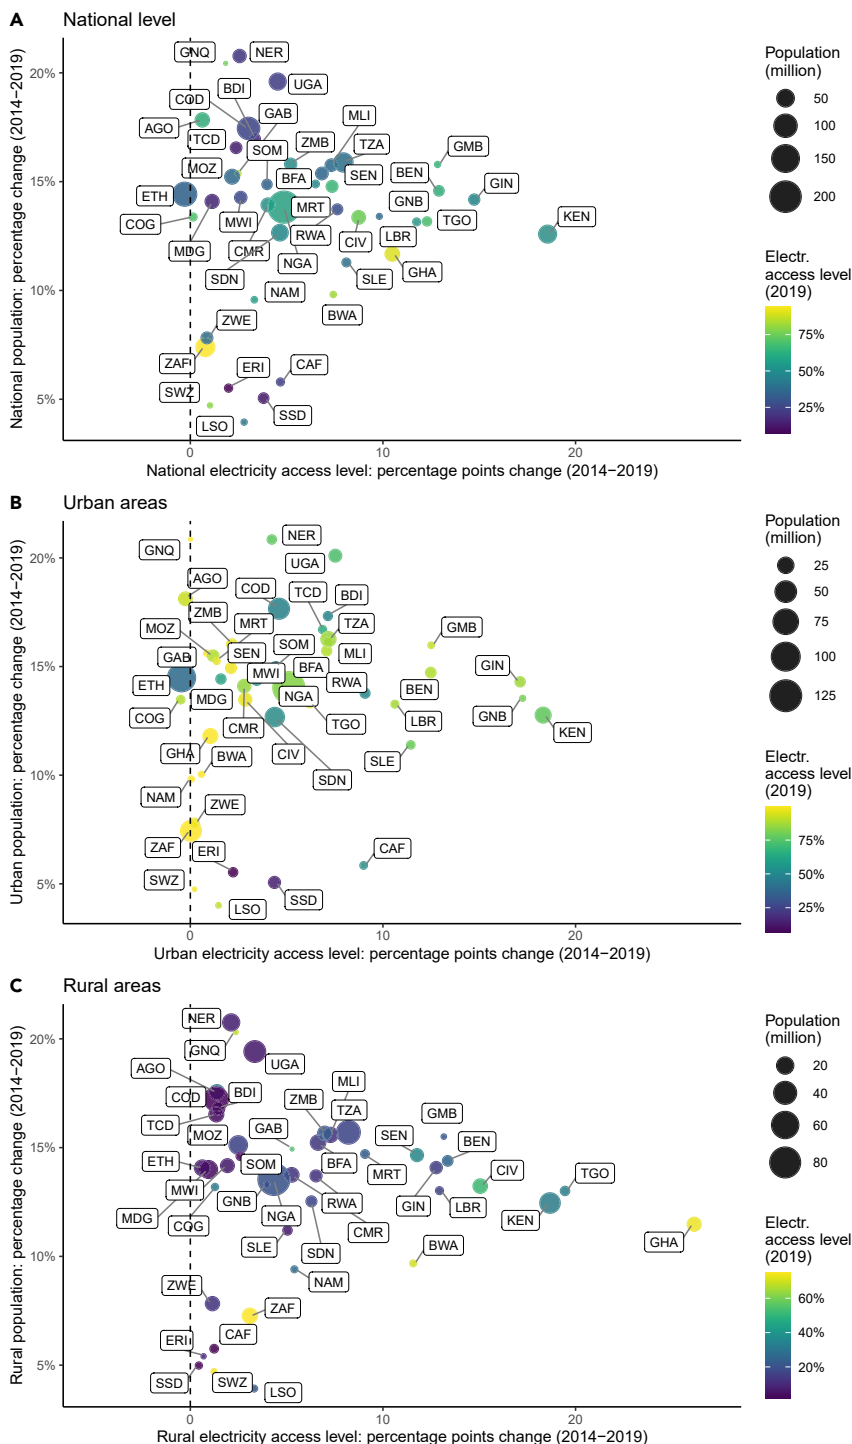 A National level
National population: percentage change (2014−2019)
20%
15%
10%
5%
GNQ NER
COD BDI UGA
AGO GAB MLI
TCD SOM ZMB TZA GMB
MOZ BFA SEN BEN GIN
ETH MRT GNB KEN
COG MWI RWA TGO
MDG CMR CIV LBR
SDN NGA SLE GHA
NAM BWA
ZWE
ZAF
ERI CAF
SWZ
LSO SSD
0 10 20
National electricity access level: percentage points change (2014−2019)
Population
(million)
50
100
150
200
Electr.
access level
(2019)
75%
50%
25%
B Urban areas
Urban population: percentage change (2014−2019)
20%
15%
10%
5%
GNQ NER
UGA
AGO COD TCD BDI
ZMB MRT TZA GMB
MOZ SEN SOM MLI
GAB MWI BFA GIN
ETH MDG NGA RWA BEN
COG CMR TGO LBR GNB KEN
GHA BWA CIV SLE
SDN
NAM ZWE
ZAF ERI CAF
SWZ
LSO SSD
0 10 20
Urban electricity access level: percentage points change (2014−2019)
Population
(million)
25
50
75
100
125
Electr.
access level
(2019)
75%
50%
25%
C Rural areas
Rural population: percentage change (2014−2019)
20%
15%
10%
5%
NER
GNQ
UGA
AGO MLI
COD BDI ZMB TZA
TCD GAB GMB
MOZ SEN BEN
ETH SOM BFA MRT CIV TGO
MWI GNB RWA GIN LBR
MDG COG NGA CMR KEN
SLE SDN BWA GHA
NAM
ZWE
ZAF
ERI CAF
SSD SWZ LSO
0 10 20
Rural electricity access level: percentage points change (2014−2019)
Population
(million)
20
40
60
80
Electr.
access level
(2019)
60%
40%
20%